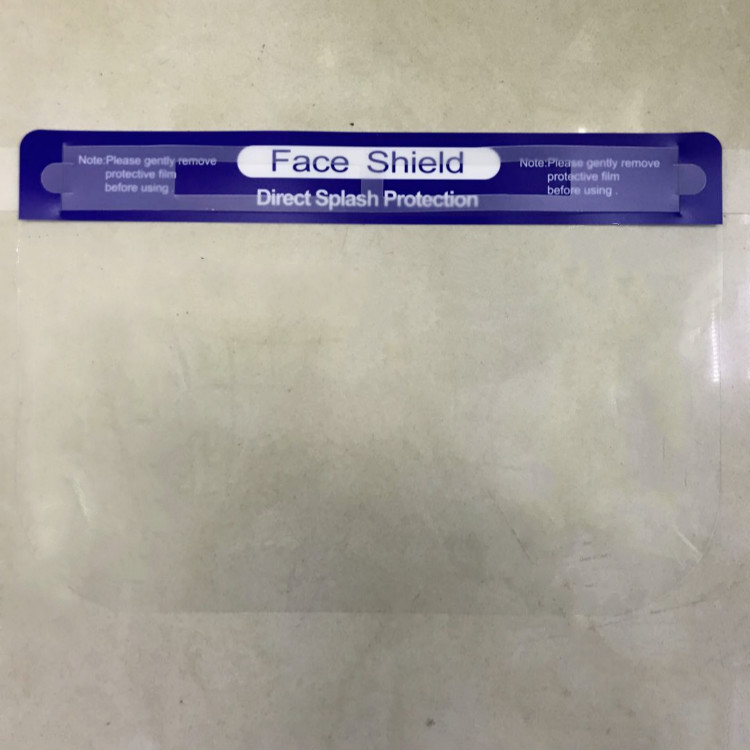 Note:Please gently remove
protective film
before using .
Face Shield
Direct Splash Protection
Note:Please gently remove
protective film
before using .